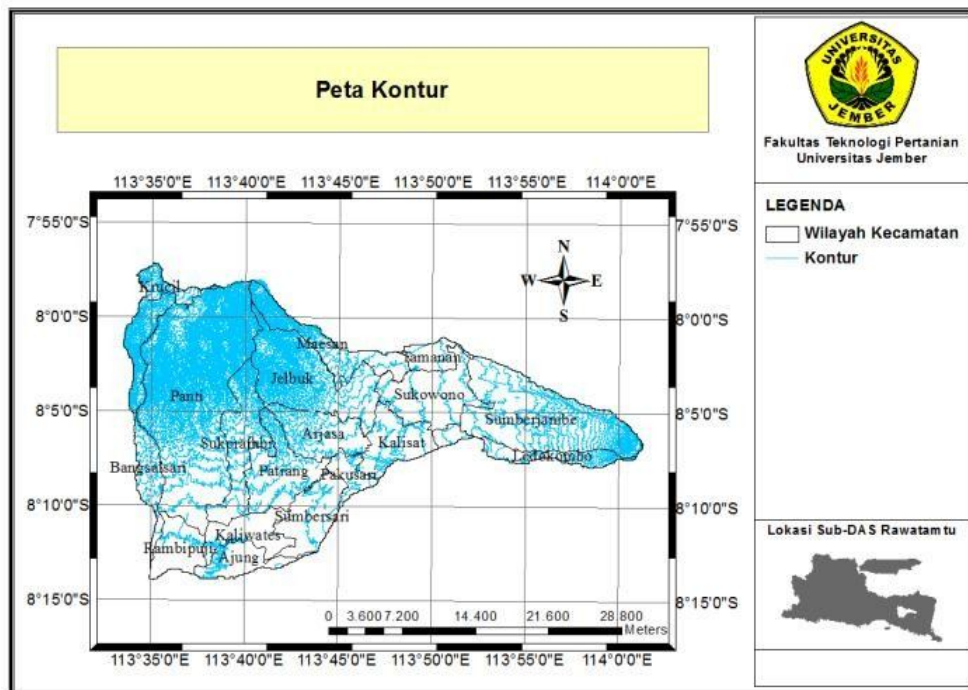 Peta Kontur
UNIVERSITAS
JEMBER
Fakultas Teknologi Pertanian
Universitas Jember
LEGENDA
Wilayah Kecamatan
Kontur
Lokasi Sub-DAS Rawatamtu
113°35'0"E 113°40'0"E 113°45'0"E 113°50'0"E 113°55'0"E 114°0'0"E
7°55'0"S 7°55'0"S
N
W E
S
Krucil
8°0'0"S 8°0'0"S
Maesan
Tamanan
Jelbuk
Panti
Sukowono
8°5'0"S 8°5'0"S
Sumberjambe
Arjasa
Kalisat
Ledokombo
Bangsalsari
Patrang
Pakusari
8°10'0"S 8°10'0"S
Sumbersari
Kaliwates
Rambipuji
Ajung
8°15'0"S 8°15'0"S
0 3.600 7.200 14.400 21.600 28.800
Meters
113°35'0"E 113°40'0"E 113°45'0"E 113°50'0"E 113°55'0"E 114°0'0"E